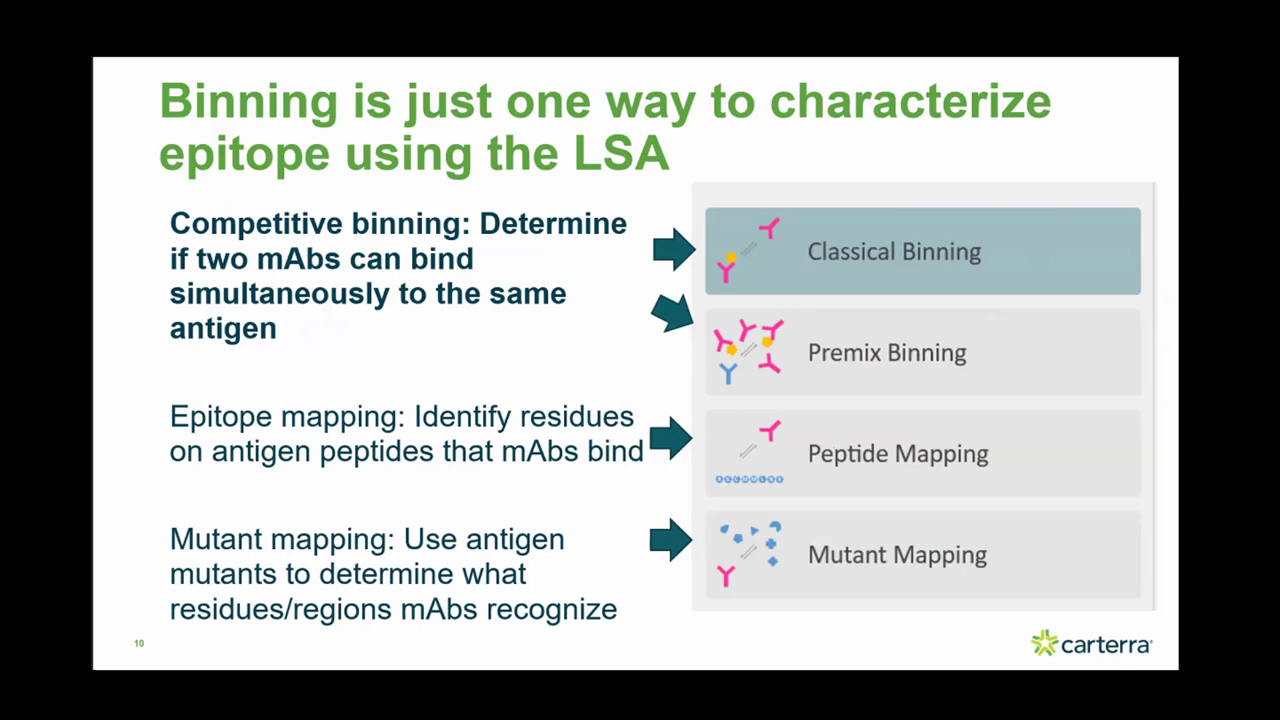 Binning is just one way to characterize
epitope using the LSA
Competitive binning: Determine
if two mAbs can bind
simultaneously to the same
antigen
Classical Binning
Premix Binning
Epitope mapping: Identify residues
on antigen peptides that mAbs bind
Peptide Mapping
Mutant mapping: Use antigen
mutants to determine what
residues/regions mAbs recognize
Mutant Mapping
10
carterra